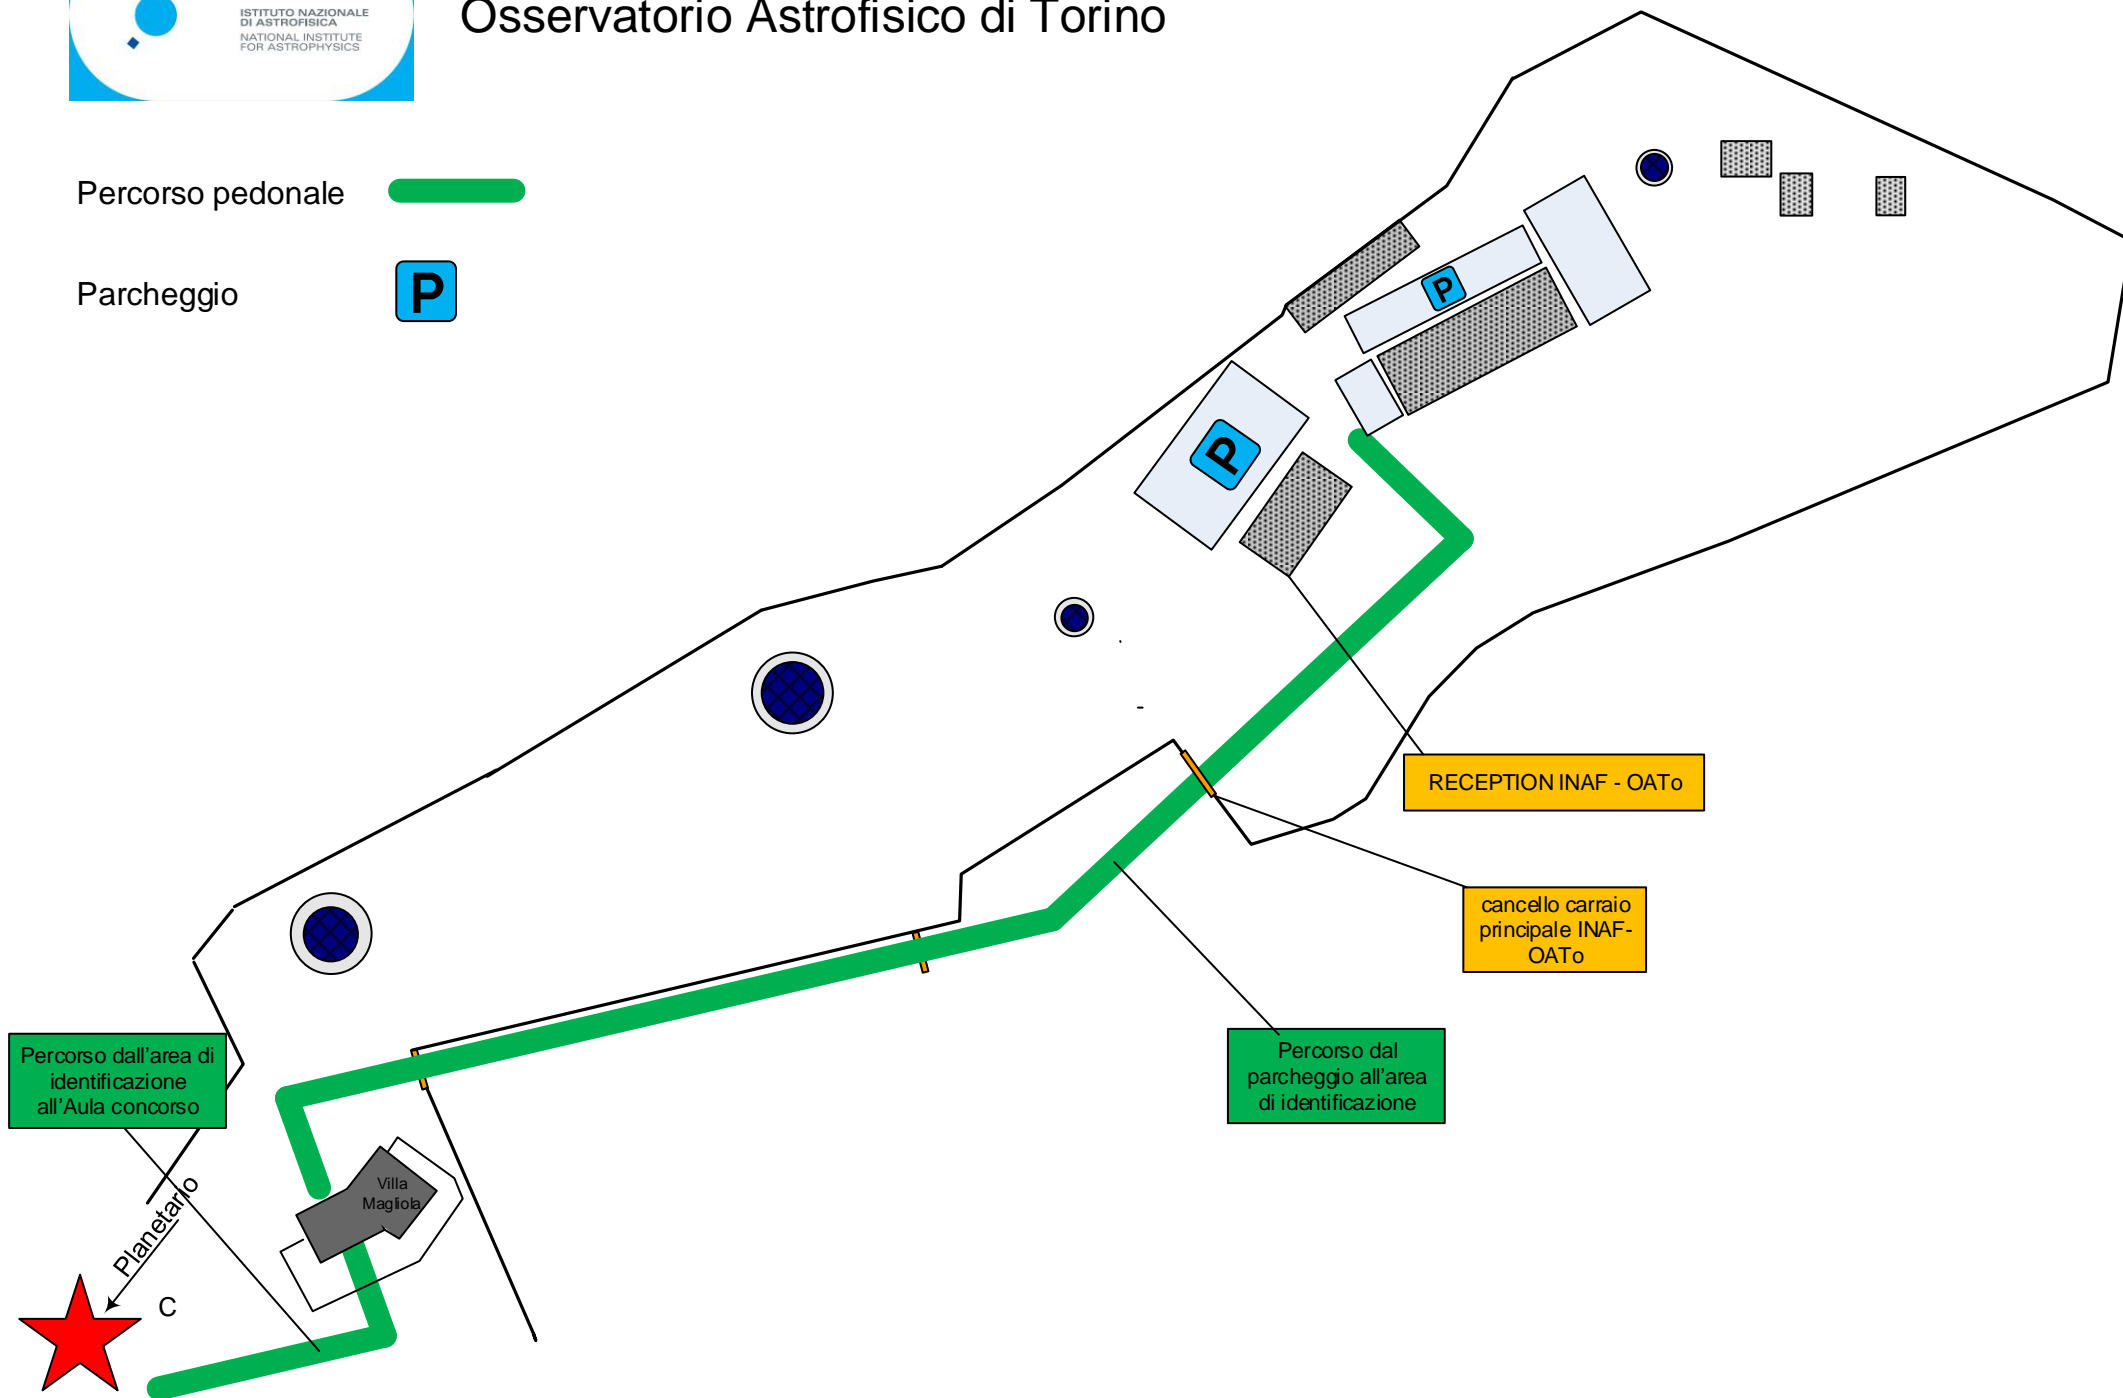 ISTITUTO NAZIONALE
DI ASTROFISICA
NATIONAL INSTITUTE
FOR ASTROPHYSICS
Osservatorio Astrofisico di Torino
Percorso pedonale
Parcheggio
P
P
P
RECEPTION INAF - OATo
cancello carraio
principale INAF-
OATo
Percorso dal
parcheggio all'area
di identificazione
Percorso dall'area di
identificazione
all'Aula concorso
Villa
Magliola
Planetario
C